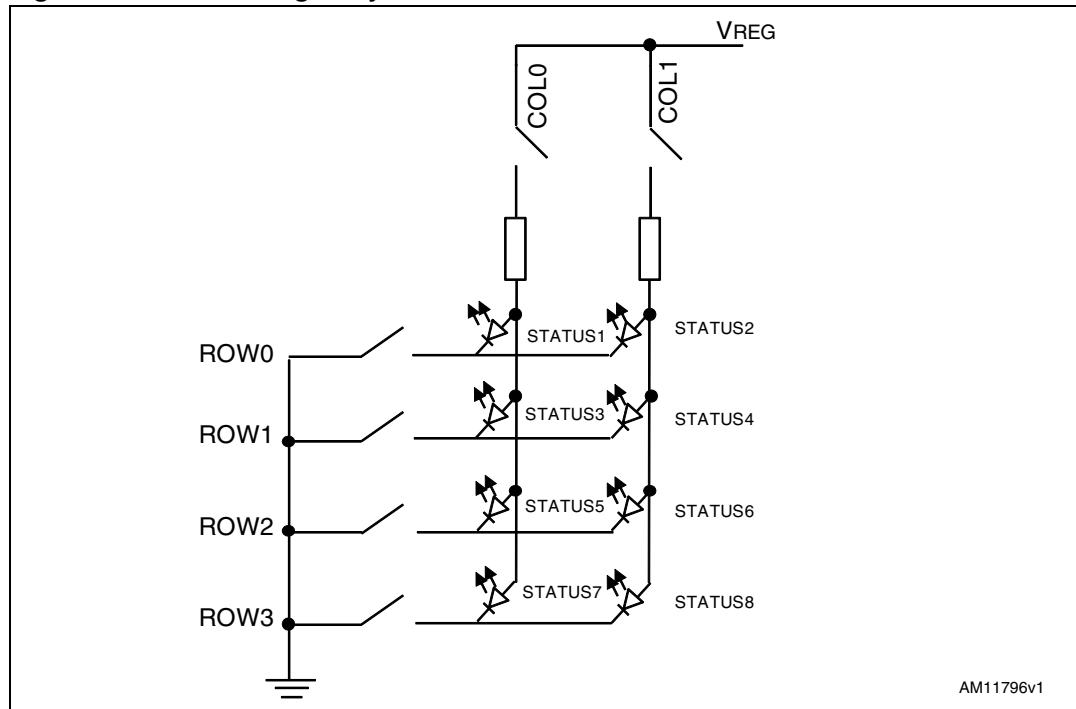 VREG
COL0
COL1
STATUS1
STATUS2
ROW0
STATUS3
STATUS4
ROW1
STATUS5
STATUS6
ROW2
STATUS7
STATUS8
ROW3
AM11796v1